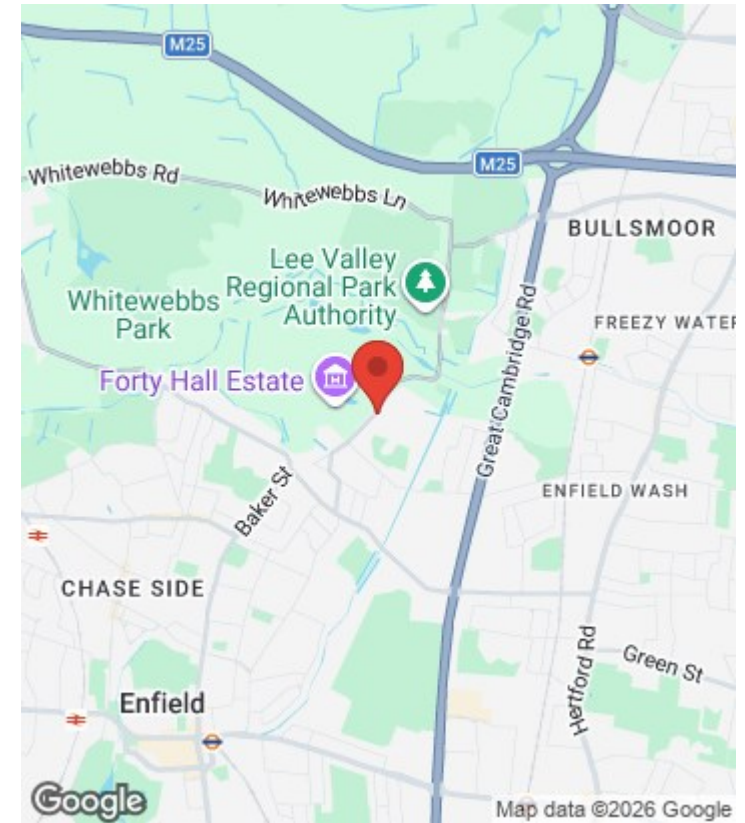 M25
M25
Whitewebbs Rd
Whitewebbs Ln
BULLSMOOR
Lee Valley
Regional Park
Authority
Whitewebbs
Park
FREEZY WATER
Forty Hall Estate
Great Cambridge Rd
Baker St
ENFIELD WASH
CHASE SIDE
Hertford Rd
Green St
Enfield
Google
Map data ©2026 Google